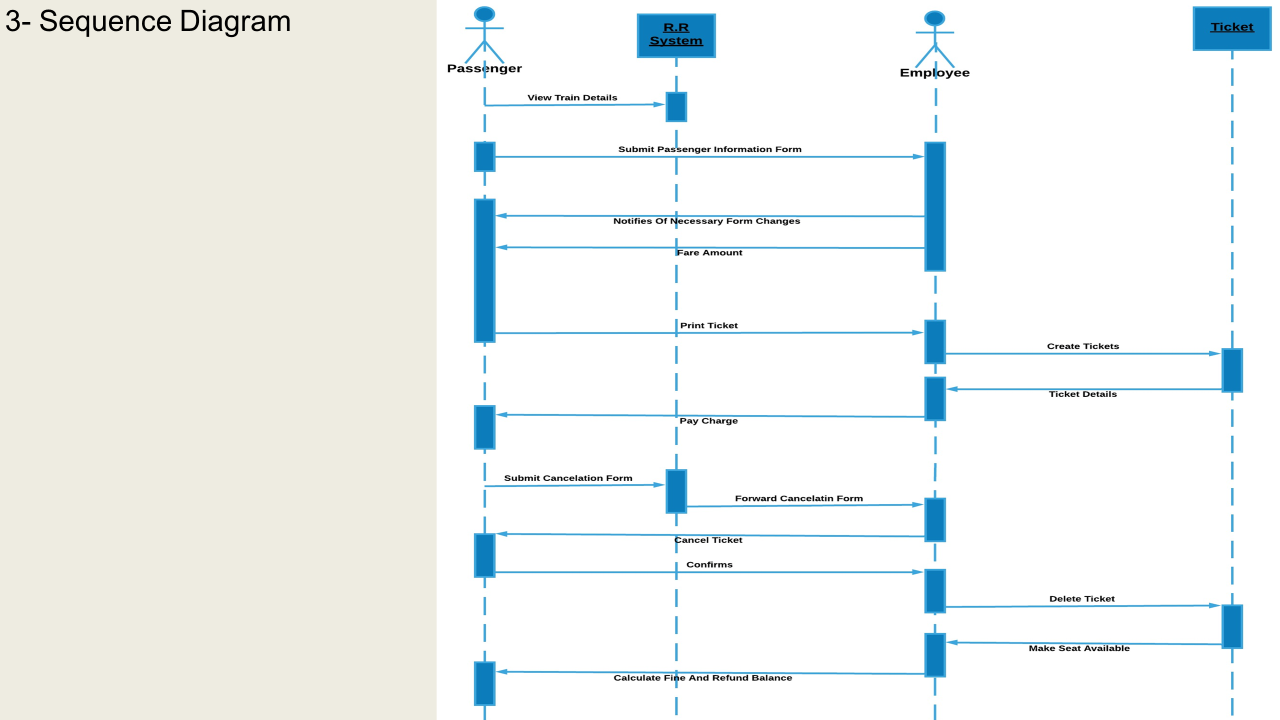 3- Sequence Diagram
R.R
System
Ticket
Passenger
Employee
View Train Details
Submit Passenger Information Form
Notifies Of Necessary Form Changes
Fare Amount
Print Ticket
Create Tickets
Ticket Details
Pay Charge
Submit Cancelation Form
Forward Cancelatin Form
Cancel Ticket
Confirms
Delete Ticket
Make Seat Available
Calculate Fine And Refund Balance